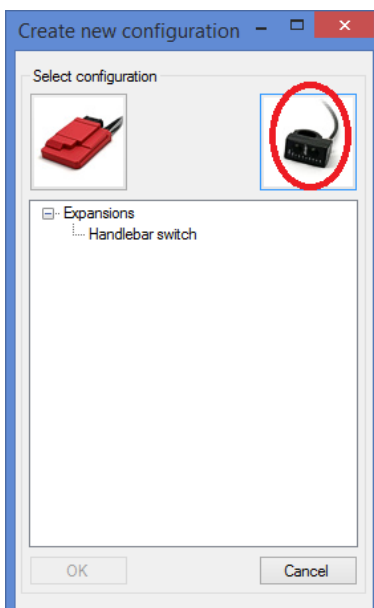 Create new configuration
Select configuration
Expansions
Handlebar switch
OK
Cancel